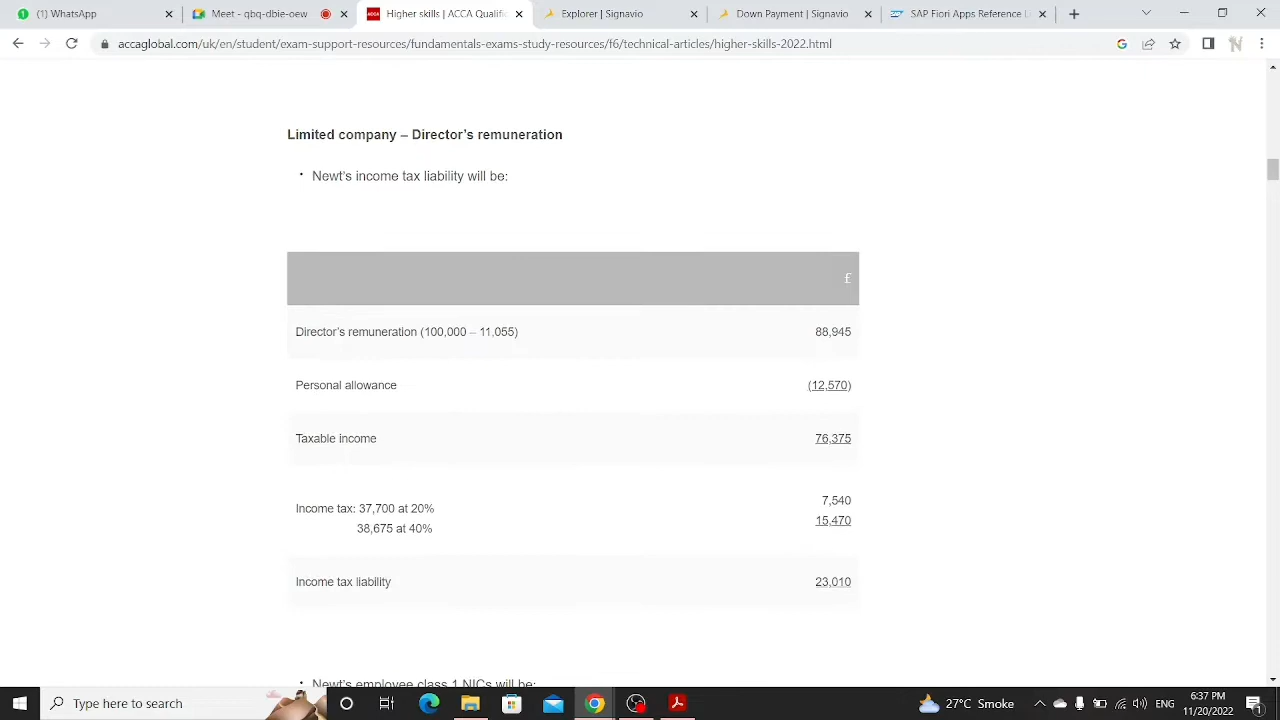 (1) WhatsApp
Meet - qbq-dbie-oew
Higher skills | ACCA Qualific
Explorer | Signavio
Down Payment | Signavio
SAP Fiori Apps Reference L
accaglobal.com/uk/en/student/exam-support-resources/fundamentals-exams-study-resources/f6/technical-articles/higher-skills-2022.html
Limited company – Director’s remuneration
• Newt’s income tax liability will be:
£
Director’s remuneration (100,000 – 11,055) 88,945
Personal allowance (12,570)
Taxable income 76,375
Income tax: 37,700 at 20% 7,540
38,675 at 40% 15,470
Income tax liability 23,010
• Newt’s employee class 1 NICs will be:
Type here to search
27°C Smoke
ENG
6:37 PM
11/20/2022